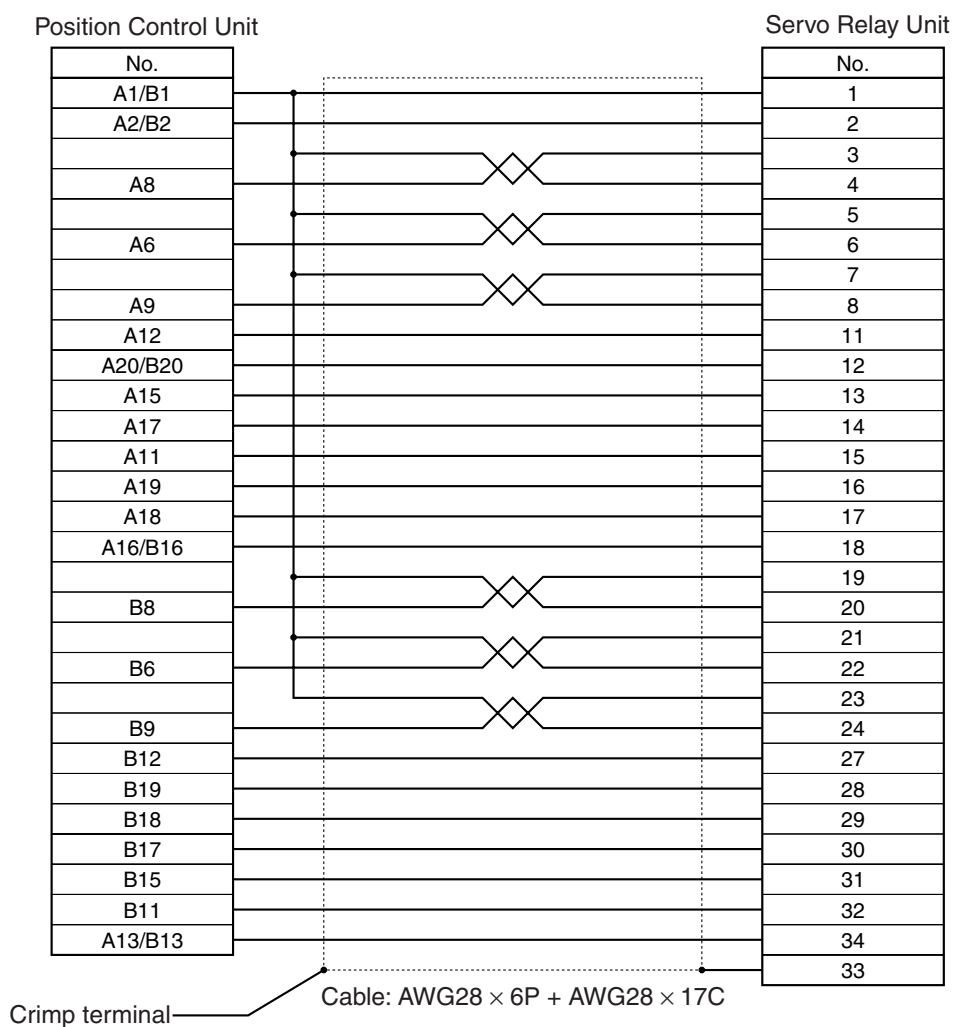 Position Control Unit Servo Relay Unit
No. No.
A1/B1 1
A2/B2 2
3
A8 4
5
A6 6
7
A9 8
A12 11
A20/B20 12
A15 13
A17 14
A11 15
A19 16
A18 17
A16/B16 18
19
B8 20
21
B6 22
23
B9 24
B12 27
B19 28
B18 29
B17 30
B15 31
B11 32
A13/B13 34
33
Cable: AWG28 × 6P + AWG28 × 17C
Crimp terminal